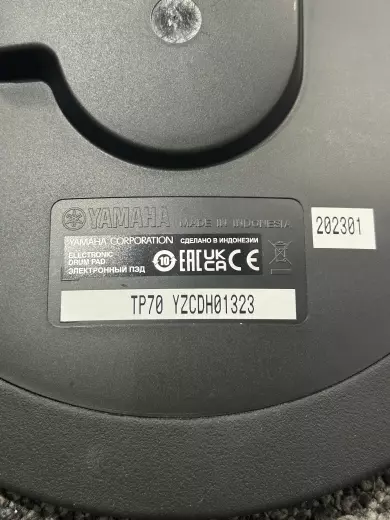 YAMAHA MADE IN INDONESIA
YAMAHA CORPORATION СДЕЛАНО В ИНДОНЕЗИИ
202301
ELECTRONIC
DRUM PAD
ЭЛЕКТРОННЫЙ ПЭД
10 EAC UK CA CE
TP70 YZCDH01323